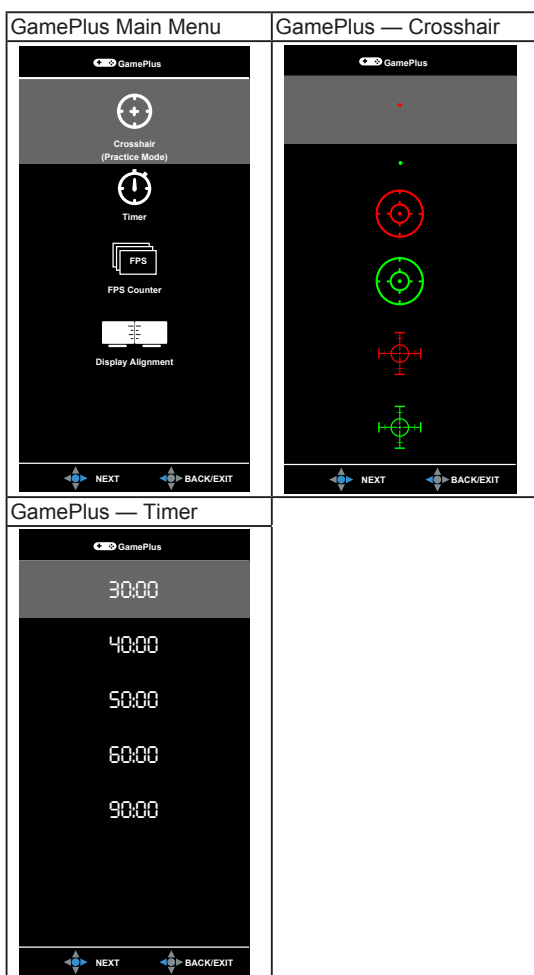 GamePlus Main Menu
GamePlus — Crosshair
GamePlus
Crosshair
(Practice Mode)
Timer
FPS
FPS Counter
Display Alignment
NEXT
BACK/EXIT
GamePlus
NEXT
BACK/EXIT
GamePlus — Timer
GamePlus
30:00
40:00
50:00
60:00
90:00
NEXT
BACK/EXIT